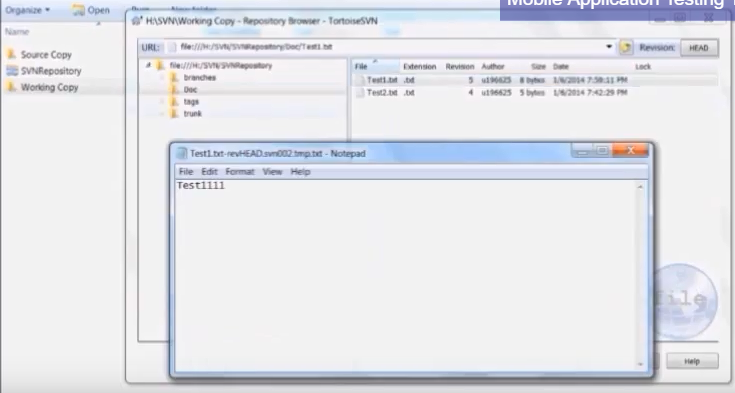 Mobile Application Testing
Organize
Open
New folder
Name
Source Copy
SVNRepository
Working Copy
H:\SVN\Working Copy - Repository Browser - TortoiseSVN
URL: file:///H:/SVN/SVNRepository/Doc/Test1.txt
Revision: HEAD
file:///H:/SVN/SVNRepository
branches
Doc
tags
trunk
File Extension Revision Author Size Date Lock
Test1.txt .txt 5 u196625 8 bytes 1/6/2014 7:58:11 PM
Test2.txt .txt 4 u196625 5 bytes 1/6/2014 7:42:29 PM
Test1.txt-revHEAD.svn002.tmp.txt - Notepad
File Edit Format View Help
Test1111
file
Help